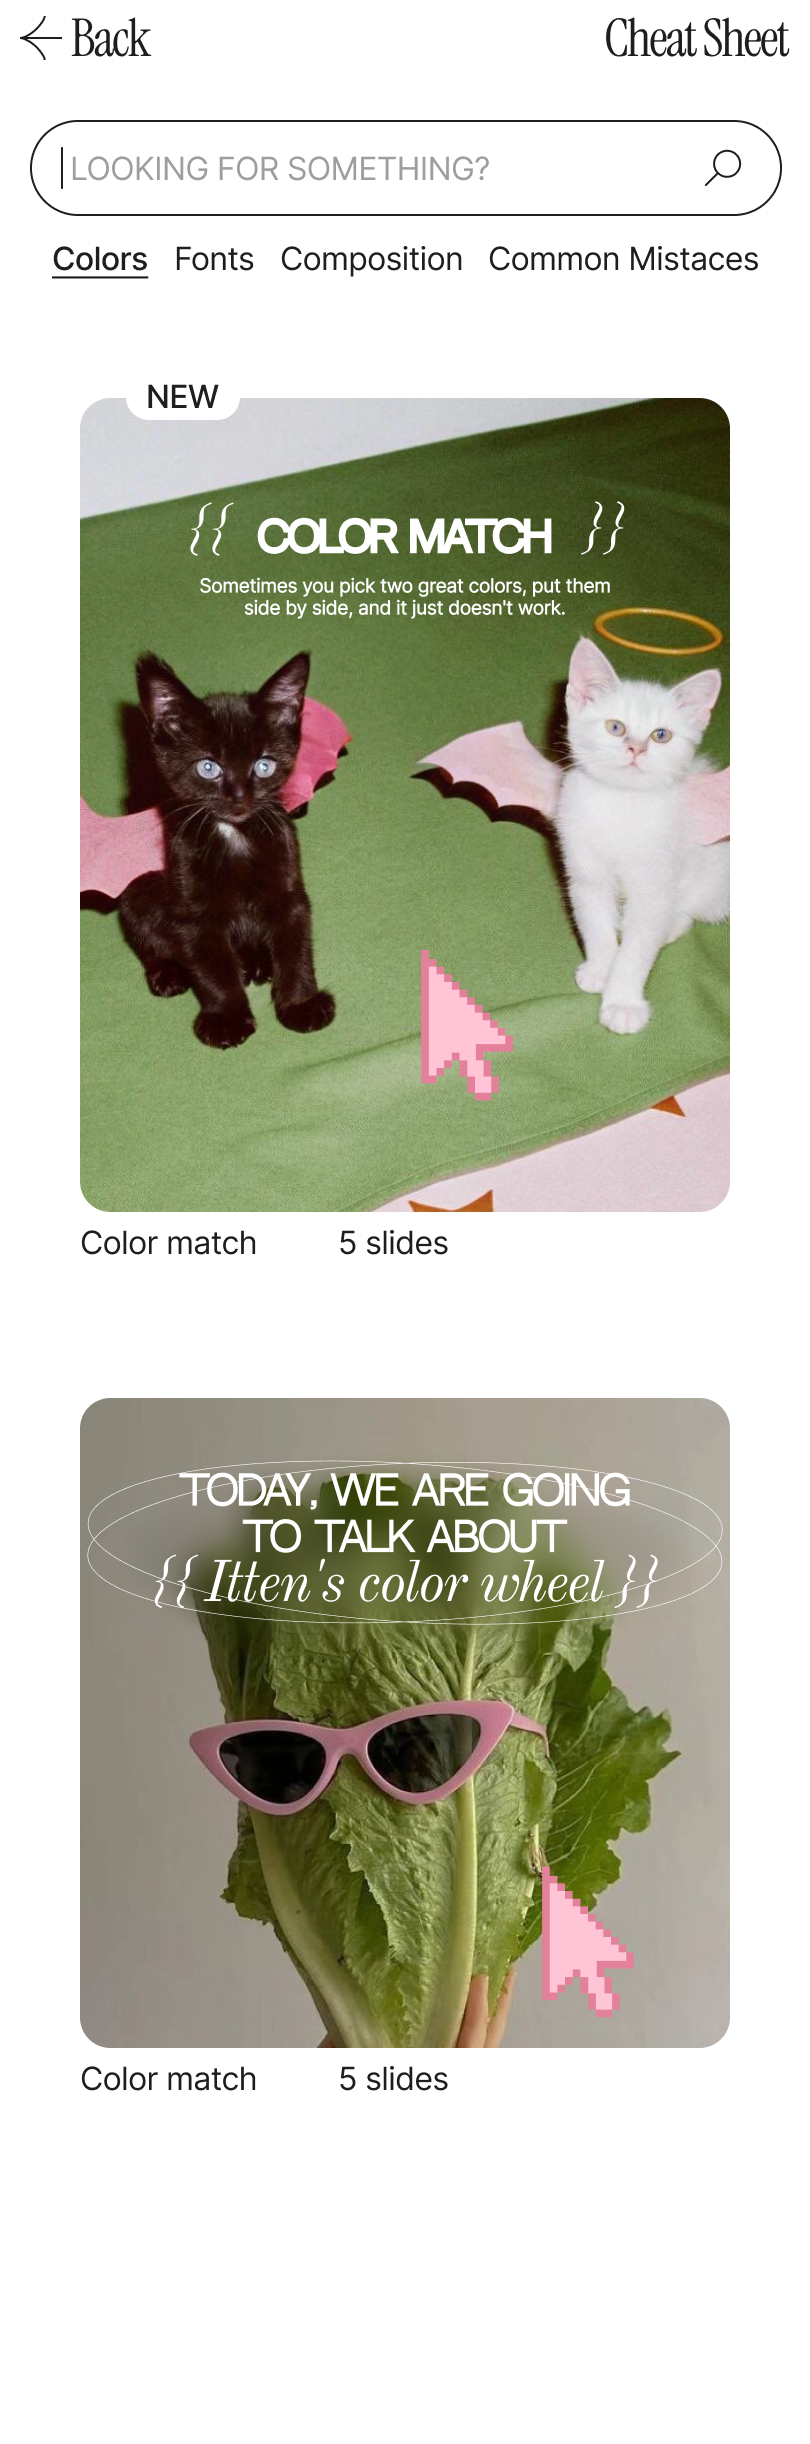 Back
Cheat Sheet
LOOKING FOR SOMETHING?
Colors Fonts Composition Common Mistaces
NEW
{{ COLOR MATCH }}
Sometimes you pick two great colors, put them
side by side, and it just doesn't work.
Color match 5 slides
TODAY, WE ARE GOING
TO TALK ABOUT
{{ Itten's color wheel }}
Color match 5 slides